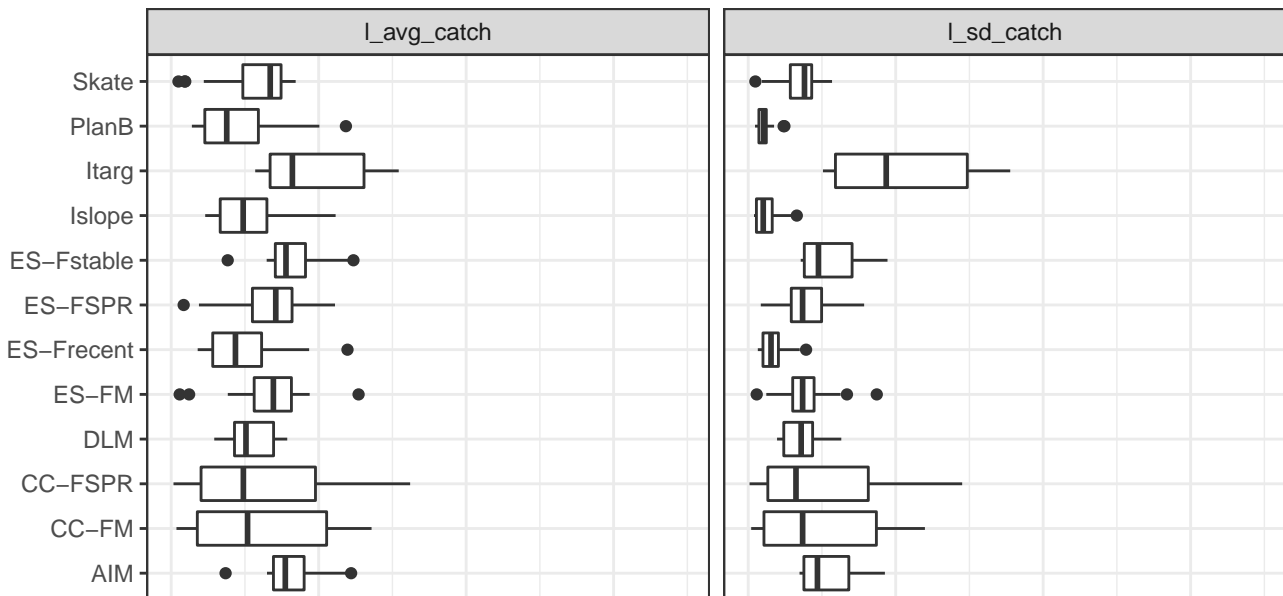 l_avg_catch
l_sd_catch
Skate
PlanB
Itarg
Islope
ES−Fstable
ES−FSPR
ES−Frecent
ES−FM
DLM
CC−FSPR
CC−FM
AIM